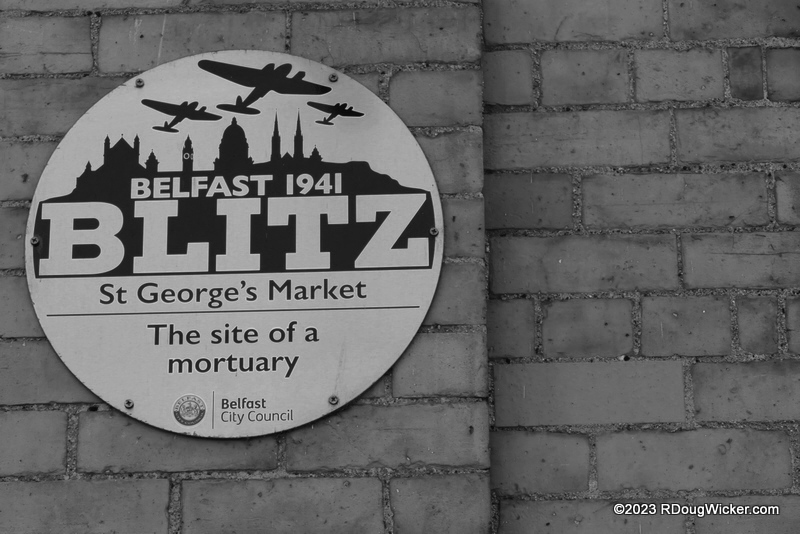 BELFAST 1941
BLITZ
St George's Market
The site of a
mortuary
Belfast
City Council
©2023 RDougWicker.com